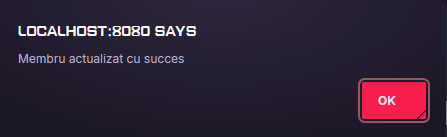 LOCALHOST:8080 SAYS
Membru actualizat cu succes
OK